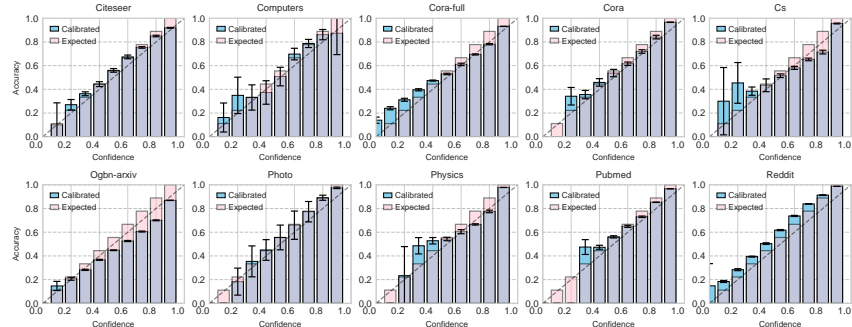 Citeseer
Computers
Cora-full
Cora
Cs
1.0
0.8
0.6
0.4
0.2
0.0
Accuracy
Calibrated
Expected
Calibrated
Expected
Calibrated
Expected
Calibrated
Expected
Calibrated
Expected
0.0 0.2 0.4 0.6 0.8 1.0
Confidence
0.0 0.2 0.4 0.6 0.8 1.0
Confidence
0.0 0.2 0.4 0.6 0.8 1.0
Confidence
0.0 0.2 0.4 0.6 0.8 1.0
Confidence
0.0 0.2 0.4 0.6 0.8 1.0
Confidence
Ogbn-arxiv
Photo
Physics
Pubmed
Reddit
1.0
0.8
0.6
0.4
0.2
0.0
Accuracy
Calibrated
Expected
Calibrated
Expected
Calibrated
Expected
Calibrated
Expected
Calibrated
Expected
0.0 0.2 0.4 0.6 0.8 1.0
Confidence
0.0 0.2 0.4 0.6 0.8 1.0
Confidence
0.0 0.2 0.4 0.6 0.8 1.0
Confidence
0.0 0.2 0.4 0.6 0.8 1.0
Confidence
0.0 0.2 0.4 0.6 0.8 1.0
Confidence